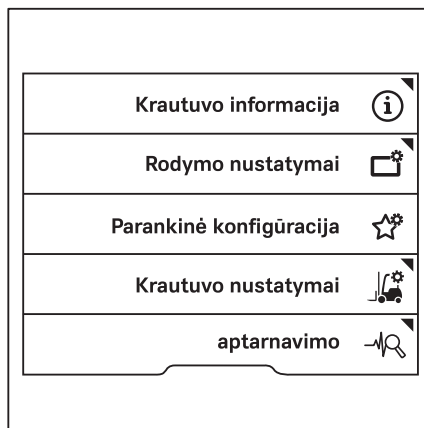 Krautuvo informacija
Rodymo nustatymai
Parankinė konfigūracija
Krautuvo nustatymai
aptarnavimo